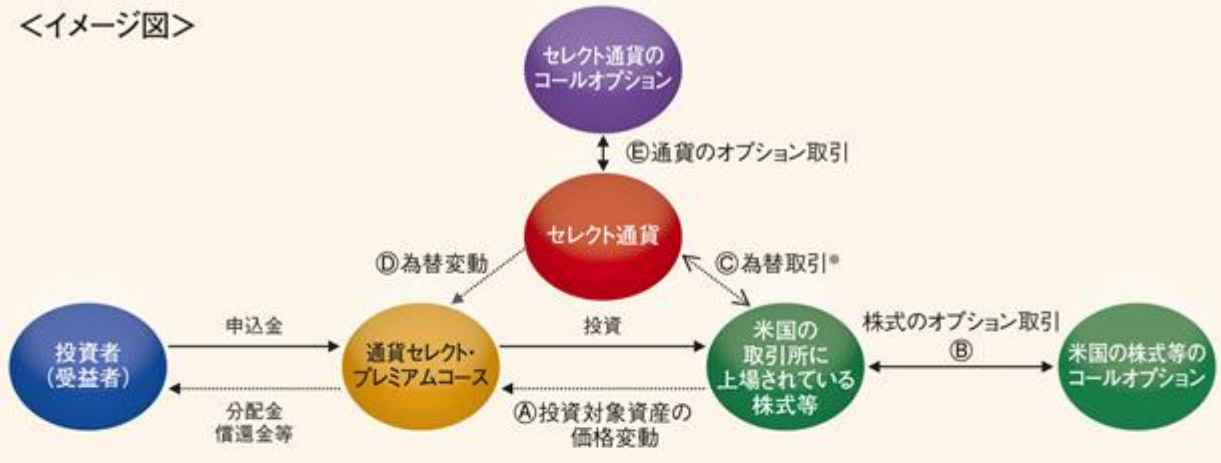 ＜イメージ図＞
セレクト通貨の
コールオプション
Ⓔ通貨のオプション取引
セレクト通貨
Ⓓ為替変動
Ⓒ為替取引※
投資者
（受益者）
申込金
分配金
償還金等
通貨セレクト・
プレミアムコース
投資
Ⓐ投資対象資産の
価格変動
米国の
取引所に
上場されている
株式等
株式のオプション取引
Ⓑ
米国の株式等の
コールオプション